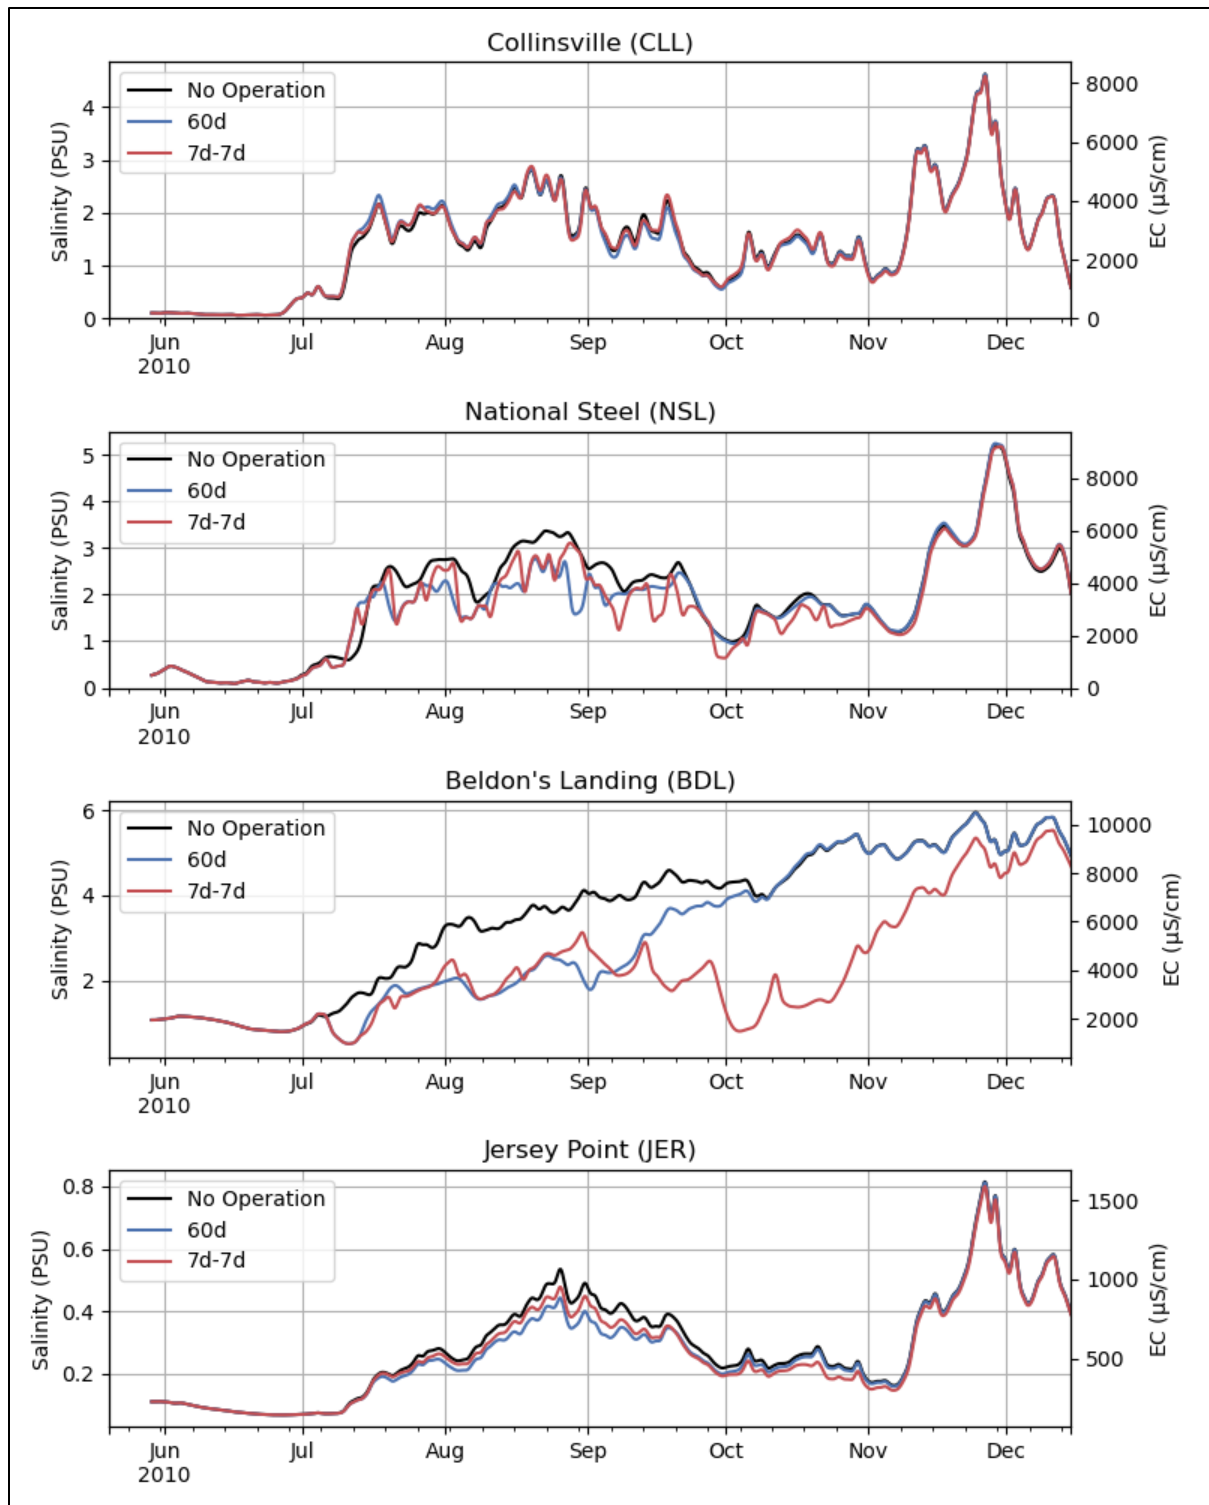 Collinsville (CLL)
No Operation
60d
7d-7d
Salinity (PSU)
EC (µS/cm)
4
3
2
1
0
8000
6000
4000
2000
0
Jun
2010
Jul
Aug
Sep
Oct
Nov
Dec
National Steel (NSL)
No Operation
60d
7d-7d
Salinity (PSU)
EC (µS/cm)
5
4
3
2
1
0
8000
6000
4000
2000
0
Jun
2010
Jul
Aug
Sep
Oct
Nov
Dec
Beldon's Landing (BDL)
No Operation
60d
7d-7d
Salinity (PSU)
EC (µS/cm)
6
4
2
10000
8000
6000
4000
2000
Jun
2010
Jul
Aug
Sep
Oct
Nov
Dec
Jersey Point (JER)
No Operation
60d
7d-7d
Salinity (PSU)
EC (µS/cm)
0.8
0.6
0.4
0.2
1500
1000
500
Jun
2010
Jul
Aug
Sep
Oct
Nov
Dec